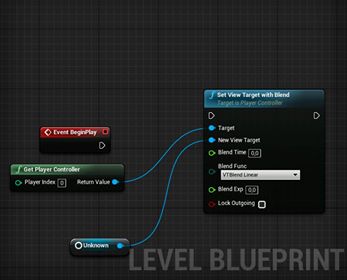 Set View Target with Blend
Target is Player Controller
Event BeginPlay
Target
New View Target
Get Player Controller
Blend Time 0,0
Player Index 0 Return Value
Blend Func
VTBlend Linear
Blend Exp 0,0
Lock Outgoing
Unknown
LEVEL BLUEPRINT